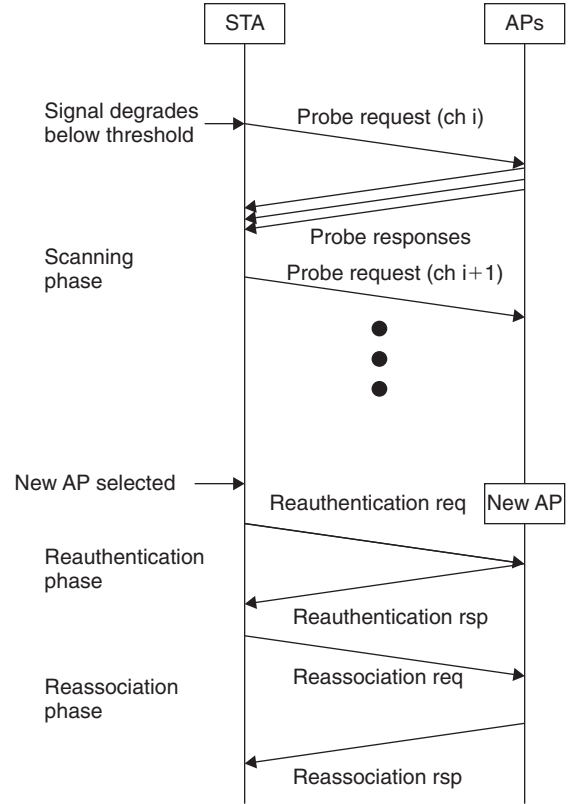 STA
APs
Signal degrades
below threshold
Probe request (ch i)
Probe responses
Scanning
phase
Probe request (ch i+1)
New AP selected
Reauthentication req
New AP
Reauthentication
phase
Reauthentication rsp
Reassociation req
Reassociation
phase
Reassociation rsp